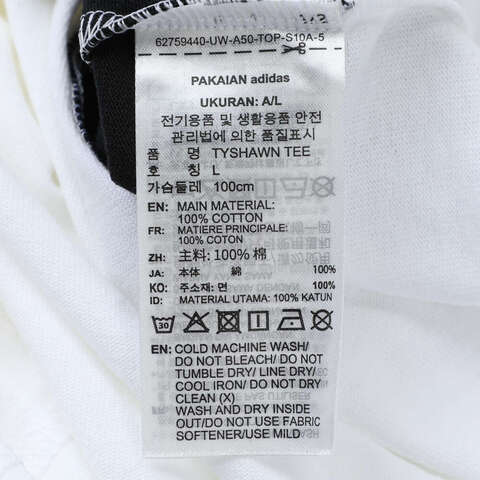 62759440-UW-A50-TOP-S10A-5
PAKAIAN adidas
UKURAN: A/L
전기용품 및 생활용품 안전
관리법에 의한 품질표시
품 명 TYSHAWN TEE
호 칭 L
가슴둘레 100cm
EN: MAIN MATERIAL:
100% COTTON
FR: MATIERE PRINCIPALE:
100% COTON
ZH: 主料: 100% 棉
JA: 本体 綿 100%
KO: 주소재: 면 100%
ID: MATERIAL UTAMA: 100% KATUN
30
EN: COLD MACHINE WASH/
DO NOT BLEACH/ DO NOT
TUMBLE DRY/ LINE DRY/
COOL IRON/ DO NOT DRY
CLEAN (X)
WASH AND DRY INSIDE
OUT/DO NOT USE FABRIC
SOFTENER/USE MILD